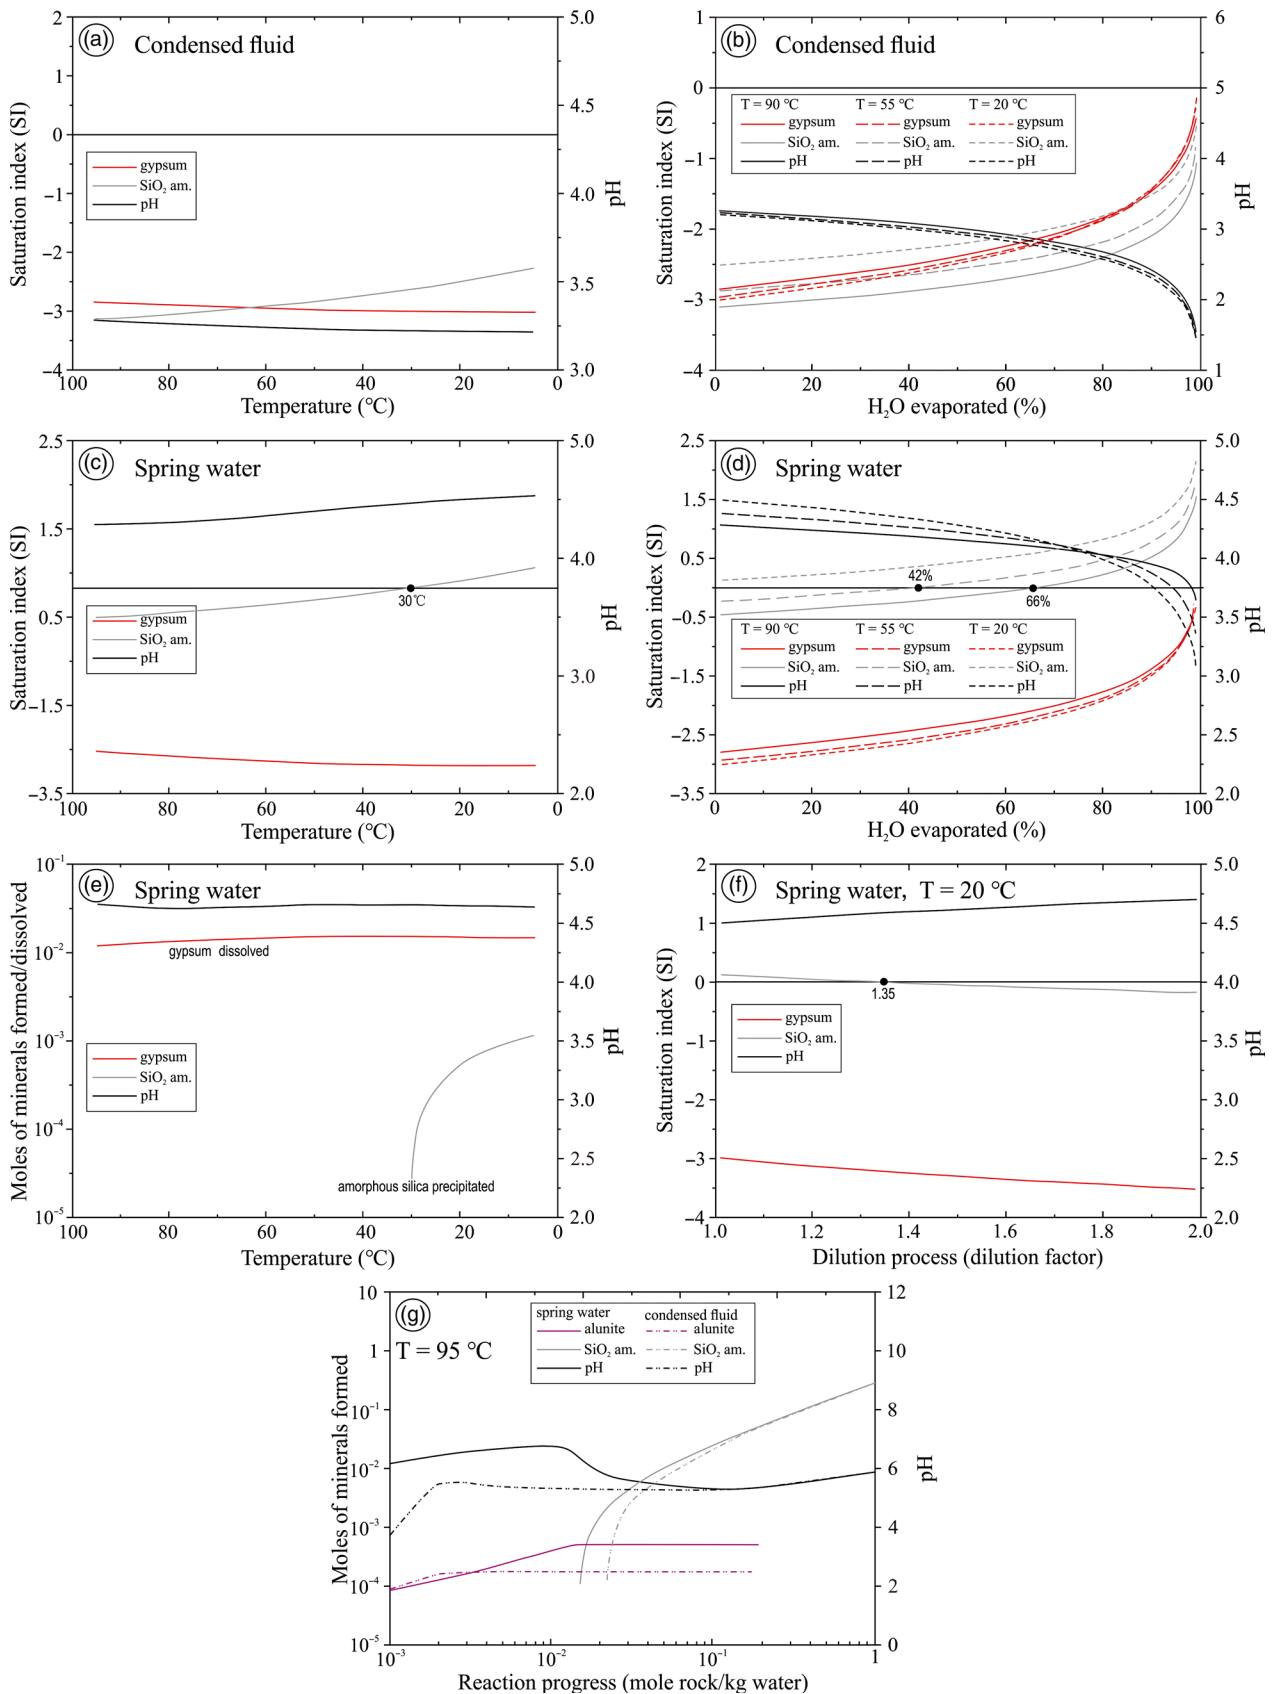 (a) Condensed fluid
Saturation index (SI)
2
1
0
−1
−2
−3
−4
gypsum
SiO2 am.
pH
5.0
4.5
4.0
3.5
3.0
pH
100 80 60 40 20 0
Temperature (°C)
(b) Condensed fluid
Saturation index (SI)
1
0
−1
−2
−3
−4
T = 90 °C T = 55 °C T = 20 °C
gypsum gypsum gypsum
SiO2 am. SiO2 am. SiO2 am.
pH pH pH
6
5
4
3
2
1
pH
0 20 40 60 80 100
H2O evaporated (%)
(c) Spring water
Saturation index (SI)
2.5
1.5
0.5
−1.5
−3.5
30°C
gypsum
SiO2 am.
pH
5.0
4.5
4.0
3.5
3.0
2.5
2.0
pH
100 80 60 40 20 0
Temperature (°C)
(d) Spring water
Saturation index (SI)
2.5
1.5
0.5
−0.5
−1.5
−2.5
−3.5
42%
66%
T = 90 °C T = 55 °C T = 20 °C
gypsum gypsum gypsum
SiO2 am. SiO2 am. SiO2 am.
pH pH pH
5.0
4.5
4.0
3.5
3.0
2.5
2.0
pH
0 20 40 60 80 100
H2O evaporated (%)
(e) Spring water
Moles of minerals formed/dissolved
10−1
10−2
10−3
10−4
10−5
gypsum dissolved
gypsum
SiO2 am.
pH
amorphous silica precipitated
5.0
4.5
4.0
3.5
3.0
2.5
2.0
pH
100 80 60 40 20 0
Temperature (°C)
(f) Spring water, T = 20 °C
Saturation index (SI)
2
1
0
−1
−2
−3
−4
1.35
gypsum
SiO2 am.
pH
5.0
4.5
4.0
3.5
3.0
2.5
2.0
pH
1.0 1.2 1.4 1.6 1.8 2.0
Dilution process (dilution factor)
(g)
T = 95 °C
Moles of minerals formed
10
1
10−1
10−2
10−3
10−4
10−5
spring water condensed fluid
alunite alunite
SiO2 am. SiO2 am.
pH pH
12
10
8
6
4
2
0
pH
10−3 10−2 10−1 1
Reaction progress (mole rock/kg water)